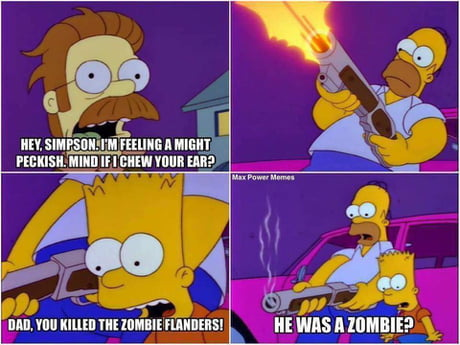 HEY, SIMPSON. I'M FEELING A MIGHT
PECKISH. MIND IF I CHEW YOUR EAR?
Max Power Memes
DAD, YOU KILLED THE ZOMBIE FLANDERS!
HE WAS A ZOMBIE?